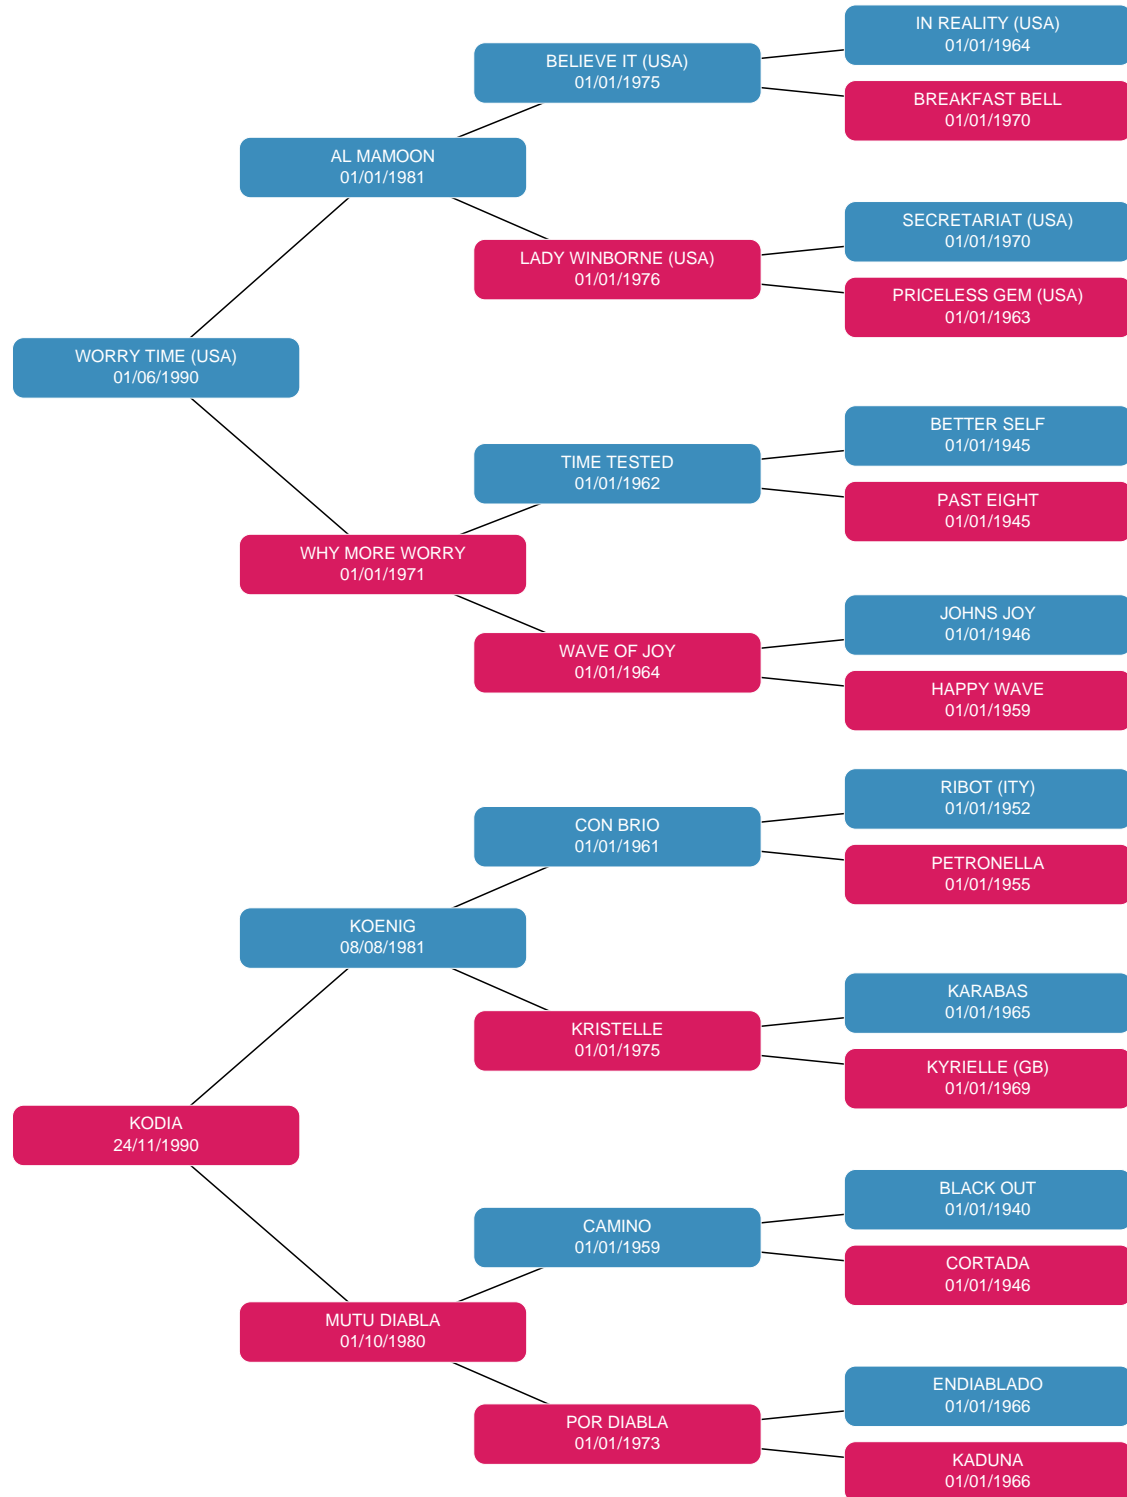 IN REALITY (USA)
01/01/1964
BELIEVE IT (USA)
01/01/1975
BREAKFAST BELL
01/01/1970
AL MAMOON
01/01/1981
SECRETARIAT (USA)
01/01/1970
LADY WINBORNE (USA)
01/01/1976
PRICELESS GEM (USA)
01/01/1963
WORRY TIME (USA)
01/06/1990
BETTER SELF
01/01/1945
TIME TESTED
01/01/1962
PAST EIGHT
01/01/1945
WHY MORE WORRY
01/01/1971
JOHNS JOY
01/01/1946
WAVE OF JOY
01/01/1964
HAPPY WAVE
01/01/1959
RIBOT (ITY)
01/01/1952
CON BRIO
01/01/1961
PETRONELLA
01/01/1955
KOENIG
08/08/1981
KARABAS
01/01/1965
KRISTELLE
01/01/1975
KYRIELLE (GB)
01/01/1969
KODIA
24/11/1990
BLACK OUT
01/01/1940
CAMINO
01/01/1959
CORTADA
01/01/1946
MUTU DIABLA
01/10/1980
ENDIABLADO
01/01/1966
POR DIABLA
01/01/1973
KADUNA
01/01/1966